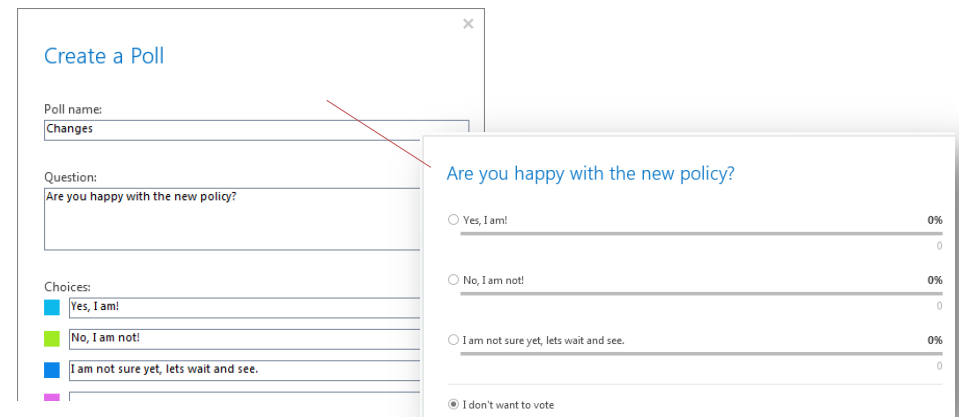 Create a Poll
Poll name:
Changes
Question:
Are you happy with the new policy?
Choices:
Yes, I am!
No, I am not!
I am not sure yet, lets wait and see.
Are you happy with the new policy?
Yes, I am! 0%
0
No, I am not! 0%
0
I am not sure yet, lets wait and see. 0%
0
I don't want to vote